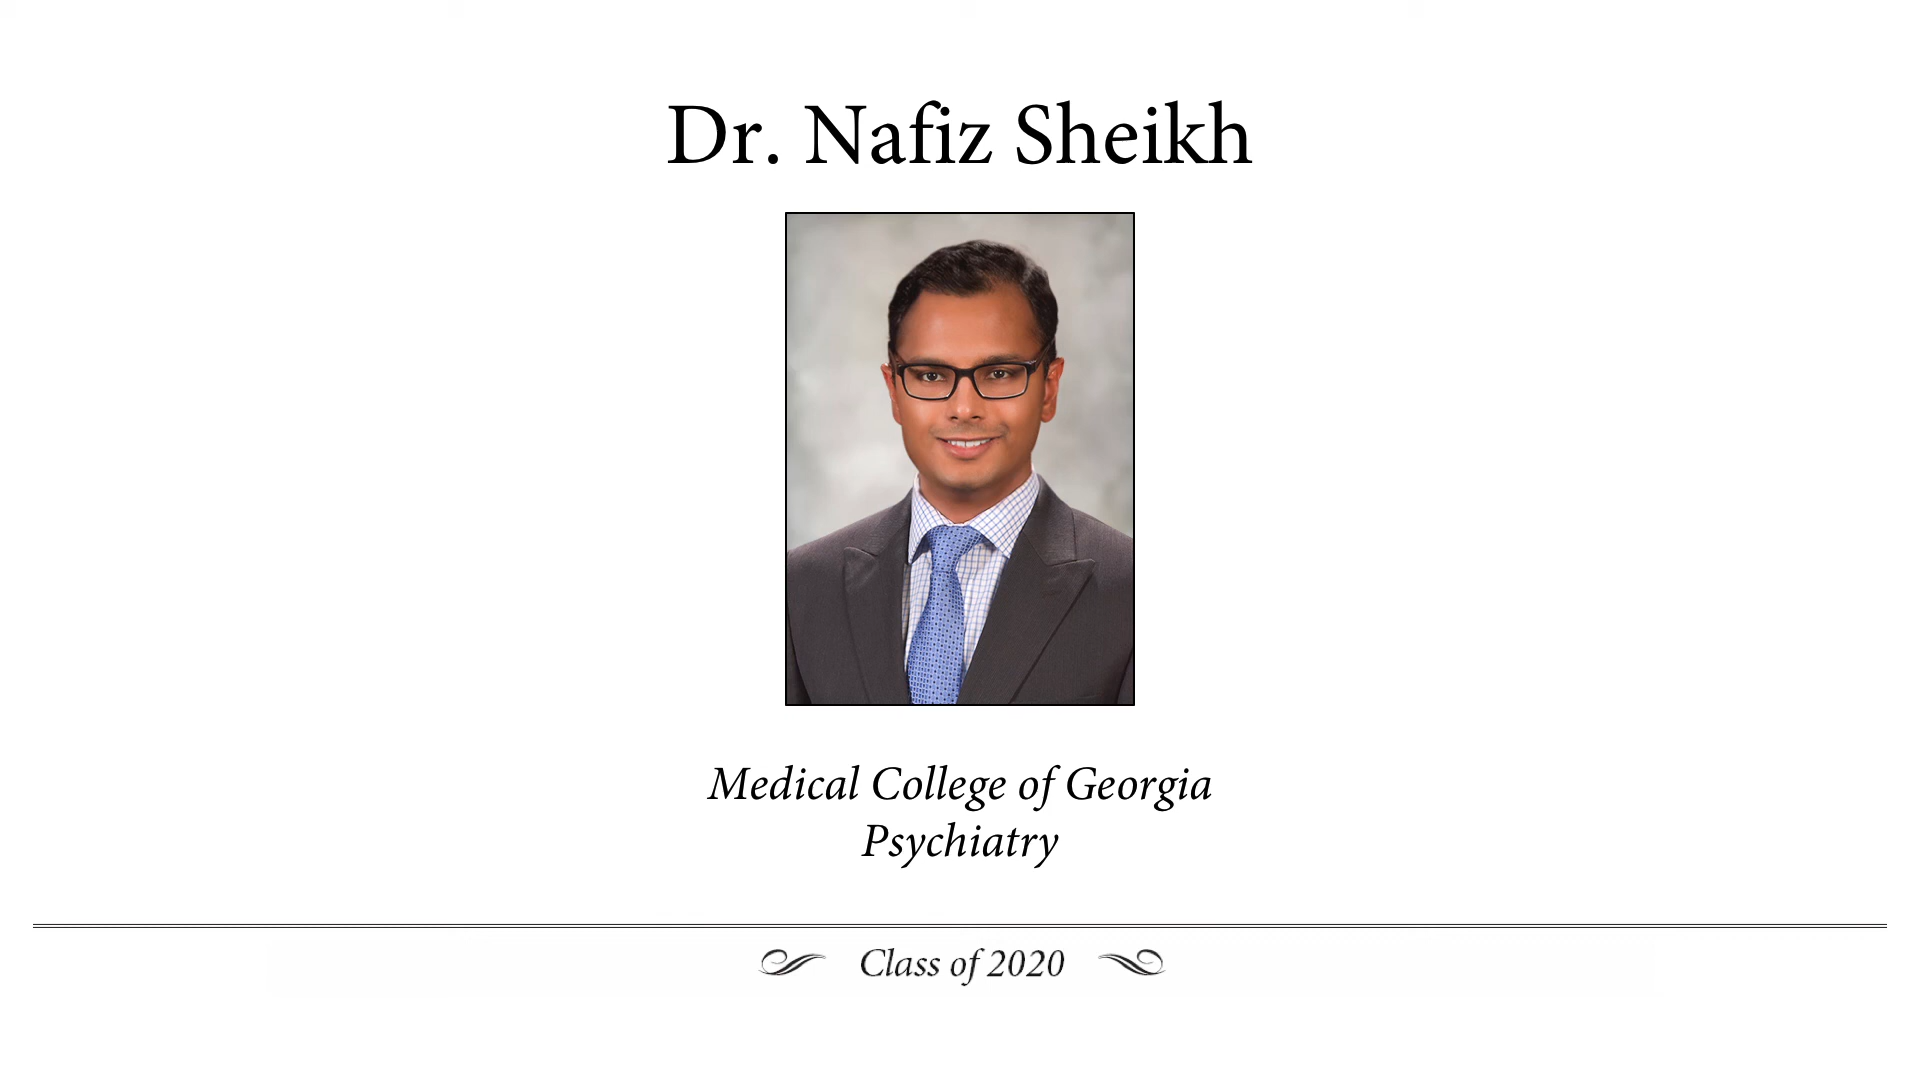 Dr. Nafiz Sheikh
Medical College of Georgia
Psychiatry
Class of 2020